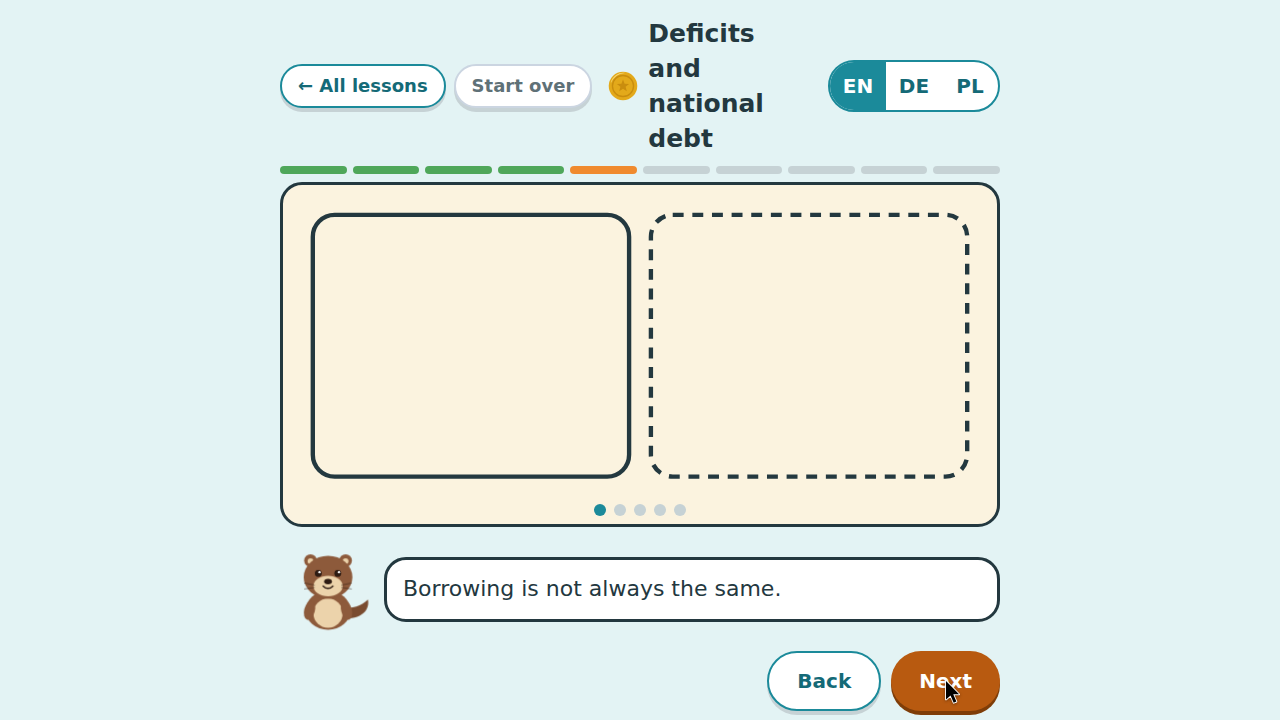 ← All lessons
Start over
Deficits
and
national
debt
EN DE PL
Borrowing is not always the same.
Back
Next